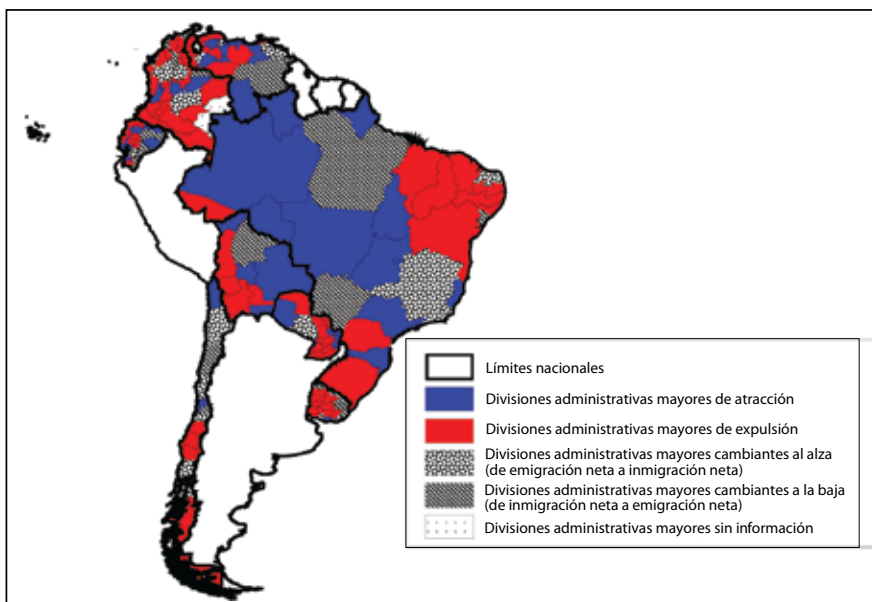 Límites nacionales
Divisiones administrativas mayores de atracción
Divisiones administrativas mayores de expulsión
Divisiones administrativas mayores cambiantes al alza
(de emigración neta a inmigración neta)
Divisiones administrativas mayores cambiantes a la baja
(de inmigración neta a emigración neta)
Divisiones administrativas mayores sin información